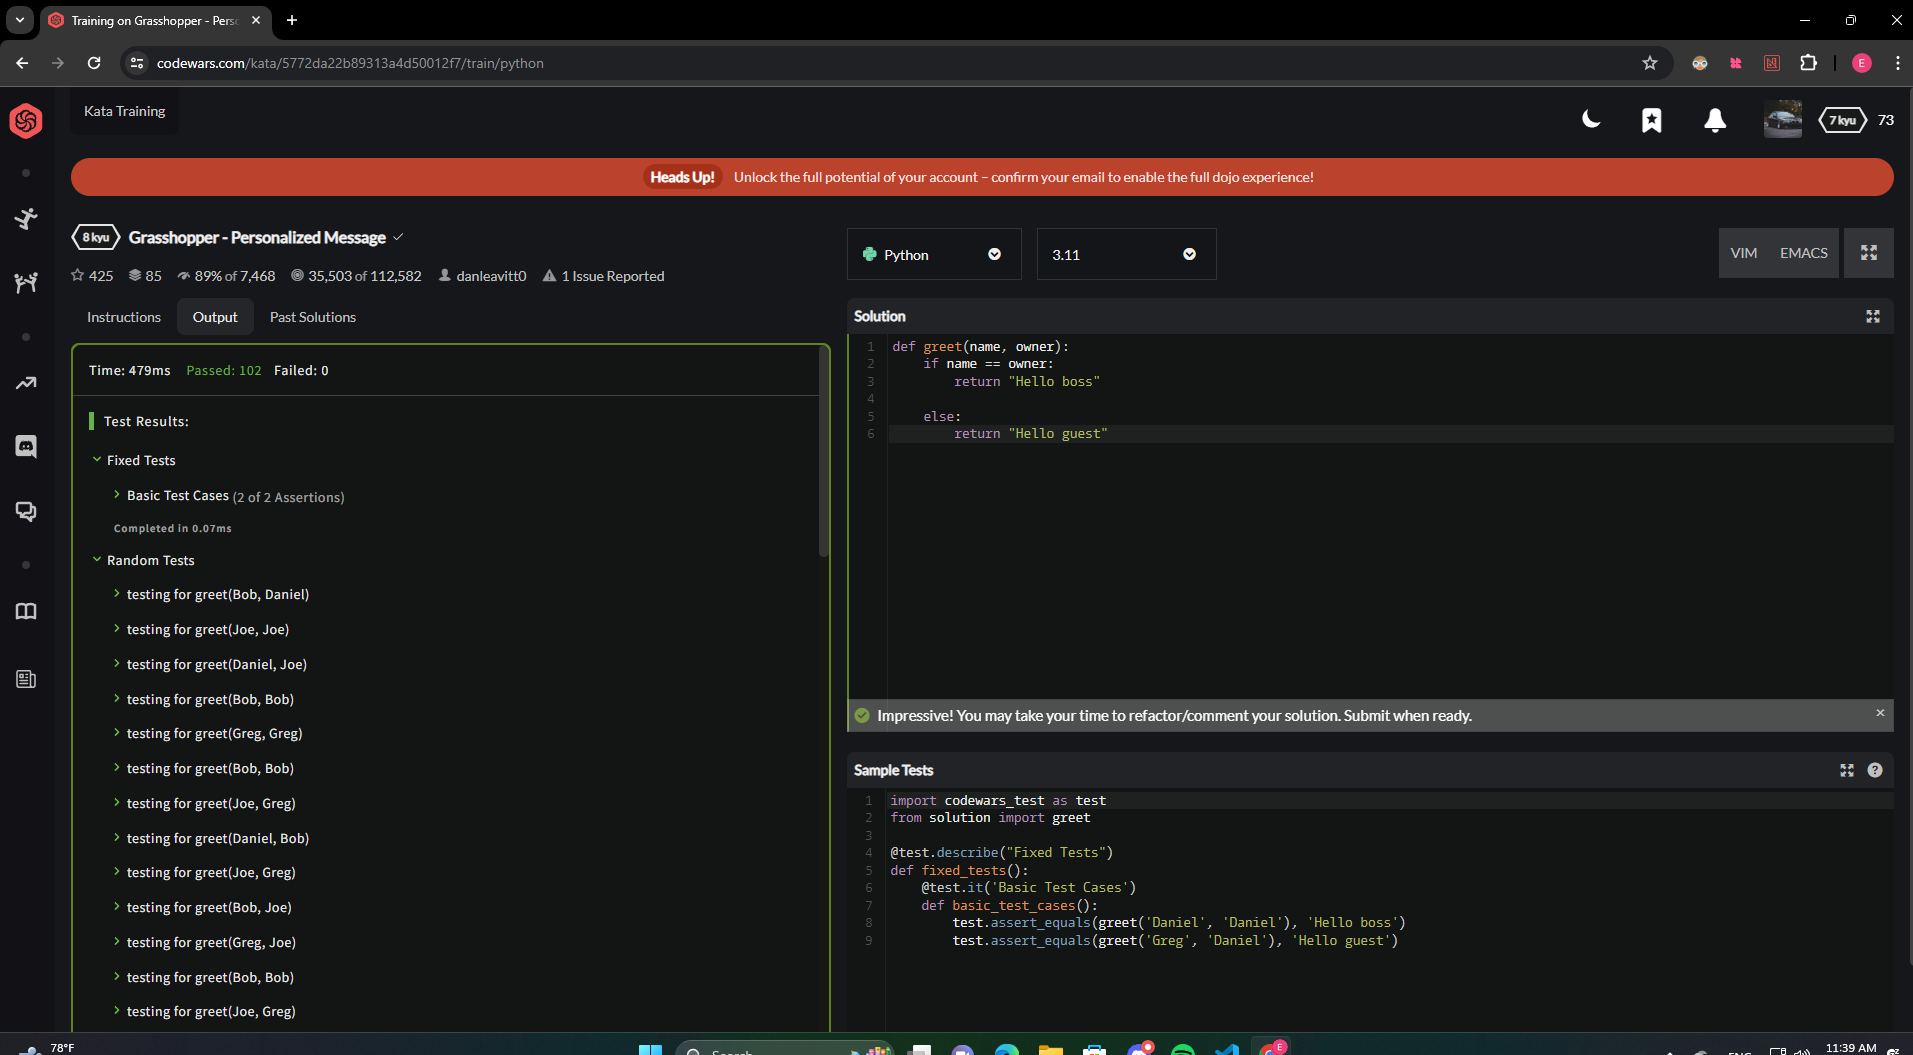 Training on Grasshopper - Perso
codewars.com/kata/5772da22b89313a4d50012f7/train/python
E
Kata Training
7 kyu 73
Heads Up! Unlock the full potential of your account – confirm your email to enable the full dojo experience!
8 kyu Grasshopper - Personalized Message
425 85 89% of 7,468 35,503 of 112,582 danleavitt0 1 Issue Reported
Python 3.11 VIM EMACS
Instructions Output Past Solutions
Time: 479ms Passed: 102 Failed: 0
Test Results:
Fixed Tests
Basic Test Cases (2 of 2 Assertions)
Completed in 0.07ms
Random Tests
testing for greet(Bob, Daniel)
testing for greet(Joe, Joe)
testing for greet(Daniel, Joe)
testing for greet(Bob, Bob)
testing for greet(Greg, Greg)
testing for greet(Bob, Bob)
testing for greet(Joe, Greg)
testing for greet(Daniel, Bob)
testing for greet(Joe, Greg)
testing for greet(Bob, Joe)
testing for greet(Greg, Joe)
testing for greet(Bob, Bob)
testing for greet(Joe, Greg)
Solution
1 def greet(name, owner):
2 if name == owner:
3 return "Hello boss"
4
5 else:
6 return "Hello guest"
Impressive! You may take your time to refactor/comment your solution. Submit when ready.
Sample Tests
1 import codewars_test as test
2 from solution import greet
3
4 @test.describe("Fixed Tests")
5 def fixed_tests():
6 @test.it('Basic Test Cases')
7 def basic_test_cases():
8 test.assert_equals(greet('Daniel', 'Daniel'), 'Hello boss')
9 test.assert_equals(greet('Greg', 'Daniel'), 'Hello guest')
78°F
Search
E
ENG
11:39 AM